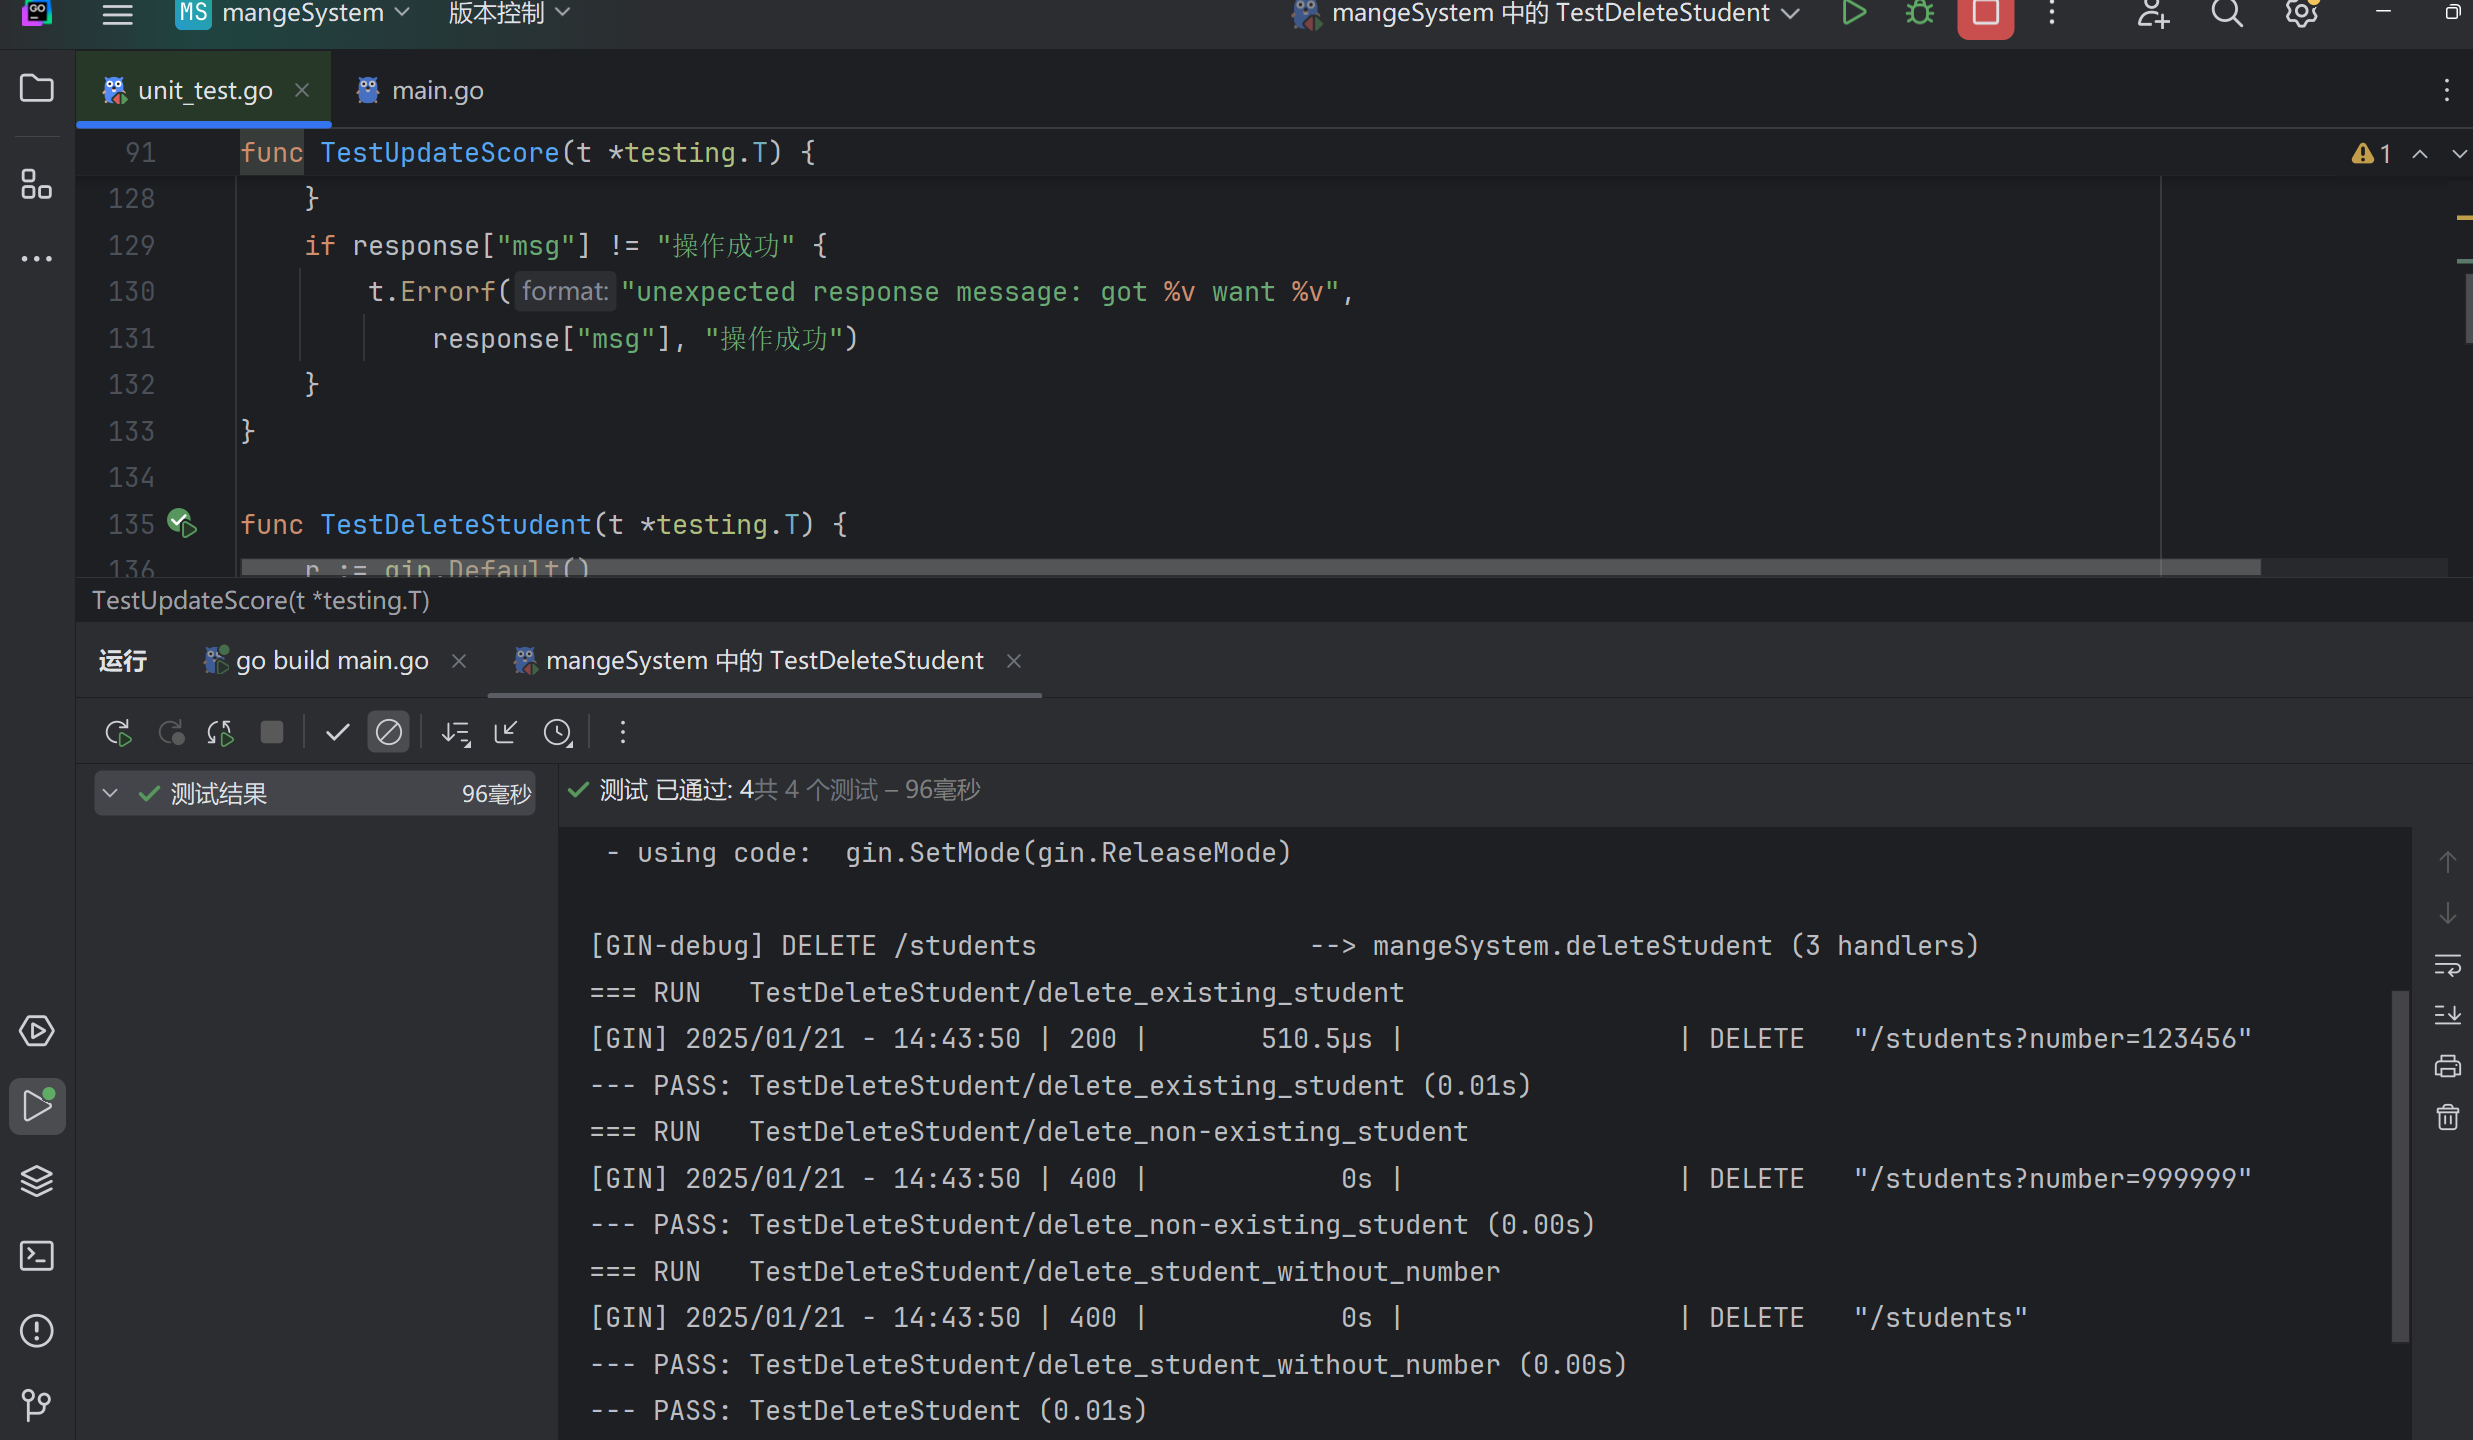 MS mangeSystem 版本控制 mangeSystem 中的 TestDeleteStudent
unit_test.go main.go
91 func TestUpdateScore(t *testing.T) { 1
128 }
129 if response["msg"] != "操作成功" {
130 t.Errorf( format: "unexpected response message: got %v want %v",
131 response["msg"], "操作成功")
132 }
133 }
134
135 func TestDeleteStudent(t *testing.T) {
136 r := gin.Default()
TestUpdateScore(t *testing.T)
运行 go build main.go mangeSystem 中的 TestDeleteStudent
测试结果 96毫秒
测试 已通过: 4共 4 个测试 – 96毫秒
- using code:  gin.SetMode(gin.ReleaseMode)
[GIN-debug] DELETE /students                 --> mangeSystem.deleteStudent (3 handlers)
=== RUN   TestDeleteStudent/delete_existing_student
[GIN] 2025/01/21 - 14:43:50 | 200 |       510.5µs |                 | DELETE   "/students?number=123456"
--- PASS: TestDeleteStudent/delete_existing_student (0.01s)
=== RUN   TestDeleteStudent/delete_non-existing_student
[GIN] 2025/01/21 - 14:43:50 | 400 |            0s |                 | DELETE   "/students?number=999999"
--- PASS: TestDeleteStudent/delete_non-existing_student (0.00s)
=== RUN   TestDeleteStudent/delete_student_without_number
[GIN] 2025/01/21 - 14:43:50 | 400 |            0s |                 | DELETE   "/students"
--- PASS: TestDeleteStudent/delete_student_without_number (0.00s)
--- PASS: TestDeleteStudent (0.01s)